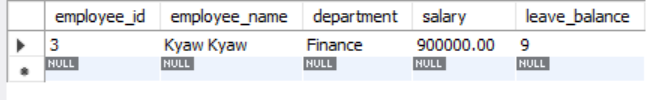 employee_id employee_name department salary leave_balance
3 Kyaw Kyaw Finance 900000.00 9
NULL NULL NULL NULL NULL